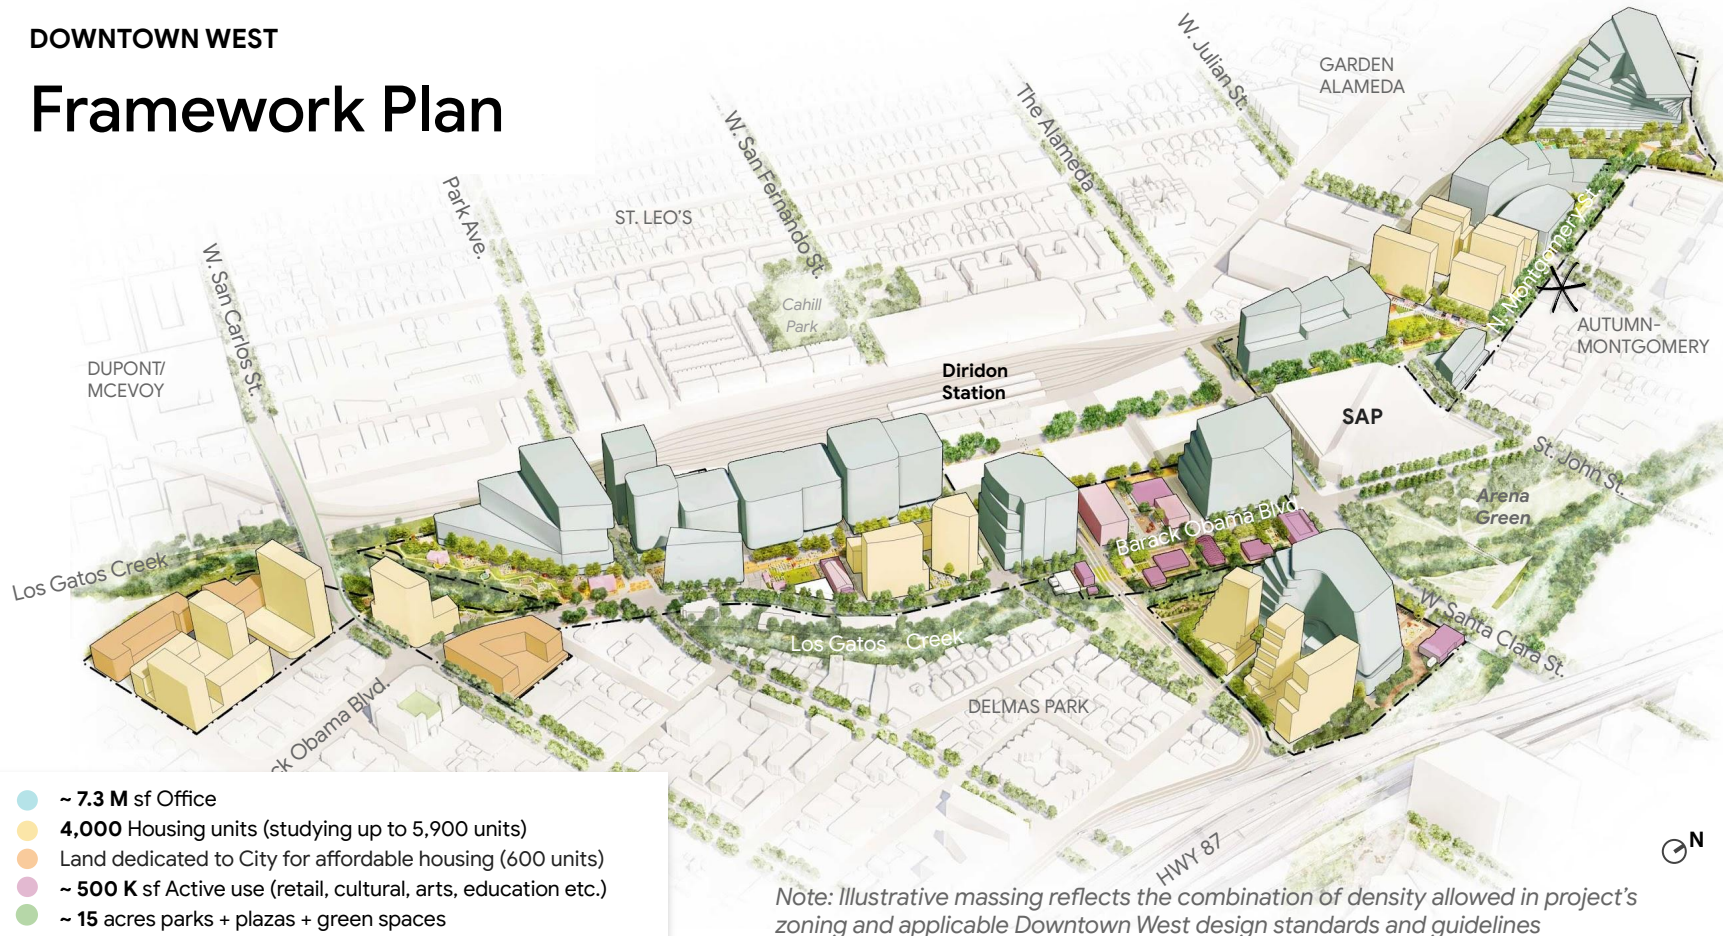 DOWNTOWN WEST
Framework Plan
W. Julian St.
GARDEN
ALAMEDA
The Alameda
W. San Fernando St.
Park Ave.
ST. LEO'S
W. San Carlos St.
N. Montgomery St.
Cahill
Park
AUTUMN-
MONTGOMERY
DUPONT/
MCEVOY
Diridon
Station
SAP
St. John St.
Arena
Green
Barack Obama Blvd.
Los Gatos Creek
W. Santa Clara St.
Los Gatos Creek
DELMAS PARK
ck Obama Blvd.
HWY 87
N
~ 7.3 M sf Office
4,000 Housing units (studying up to 5,900 units)
Land dedicated to City for affordable housing (600 units)
~ 500 K sf Active use (retail, cultural, arts, education etc.)
~ 15 acres parks + plazas + green spaces
Note: Illustrative massing reflects the combination of density allowed in project's
zoning and applicable Downtown West design standards and guidelines